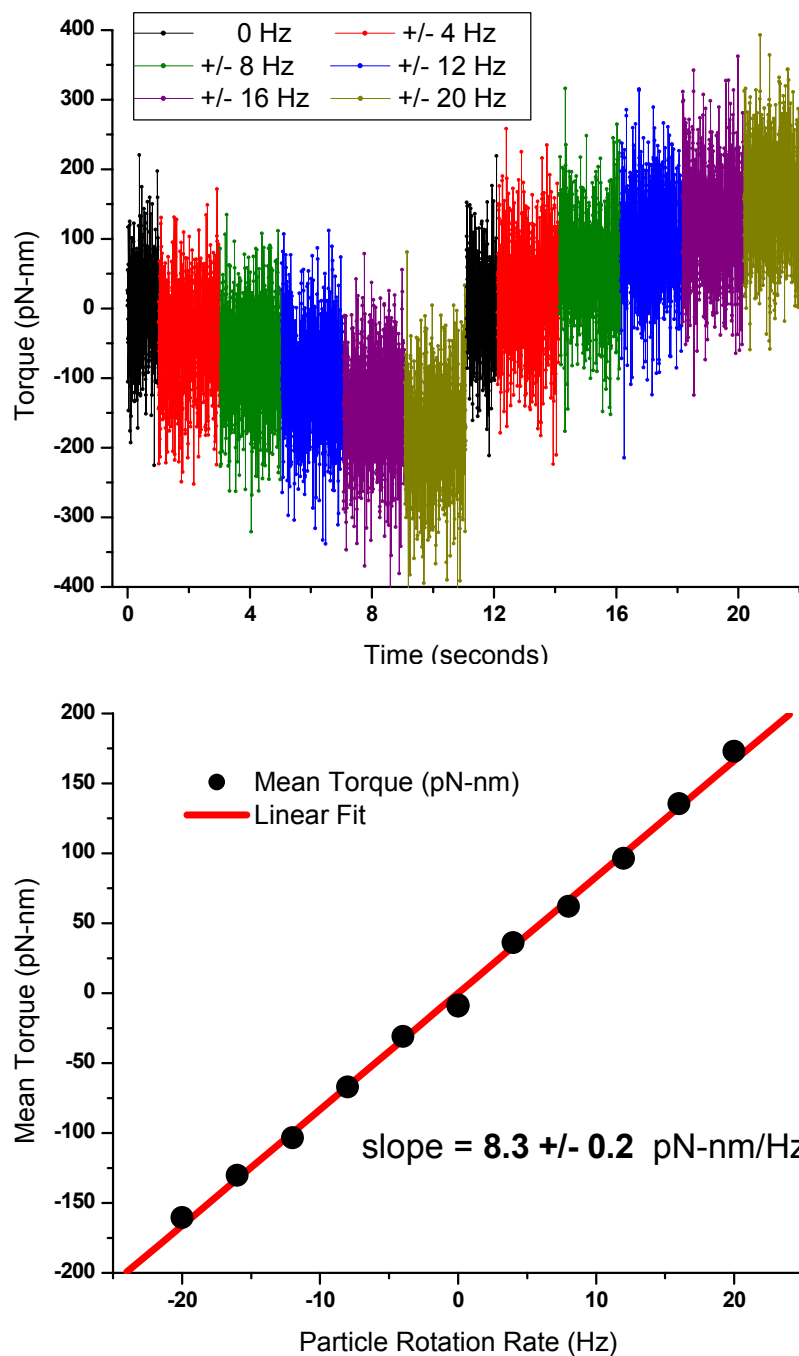 0 Hz +/- 4 Hz
+/- 8 Hz +/- 12 Hz
+/- 16 Hz +/- 20 Hz
400
300
200
100
0
-100
-200
-300
-400
Torque (pN-nm)
0 4 8 12 16 20
Time (seconds)
200
150
100
50
0
-50
-100
-150
-200
Mean Torque (pN-nm)
Mean Torque (pN-nm)
Linear Fit
slope = 8.3 +/- 0.2 pN-nm/Hz
-20 -10 0 10 20
Particle Rotation Rate (Hz)